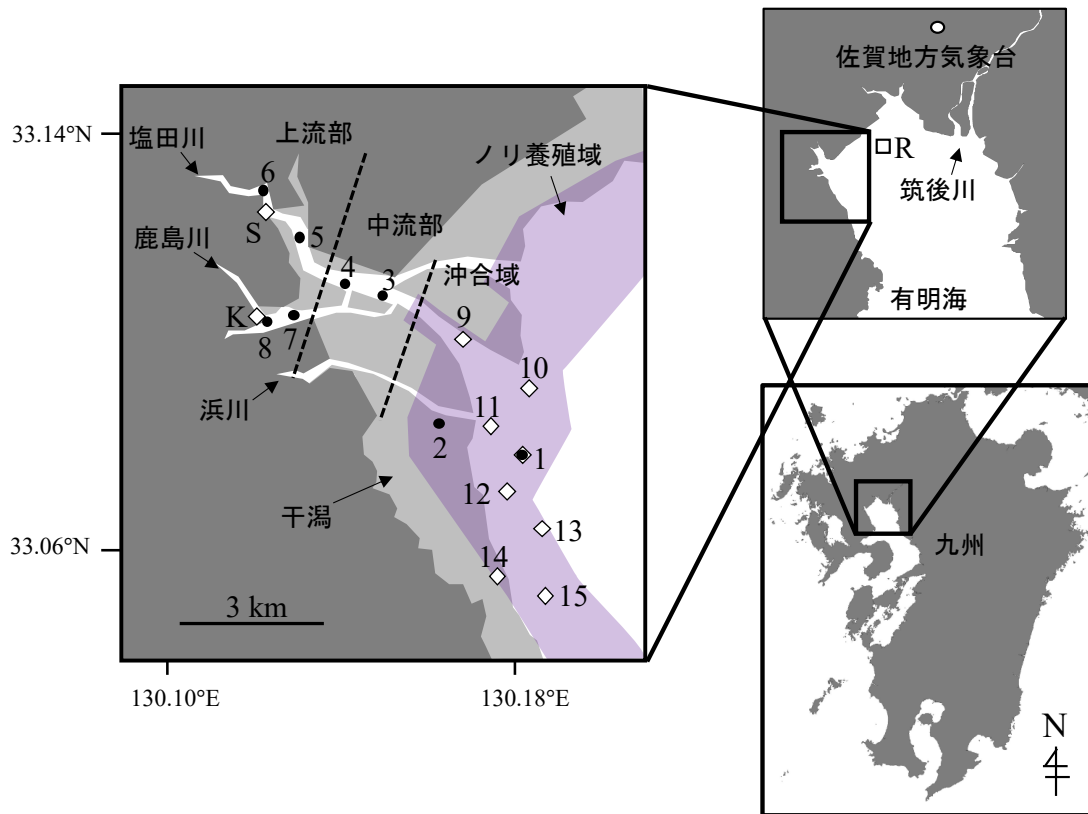 33.14°N
33.06°N
130.10°E
130.18°E
塩田川
上流部
ノリ養殖域
6
S
5
鹿島川
中流部
4
3
沖合域
K
8
7
9
10
浜川
11
2
1
12
干潟
13
14
15
3 km
佐賀地方気象台
R
筑後川
有明海
九州
N